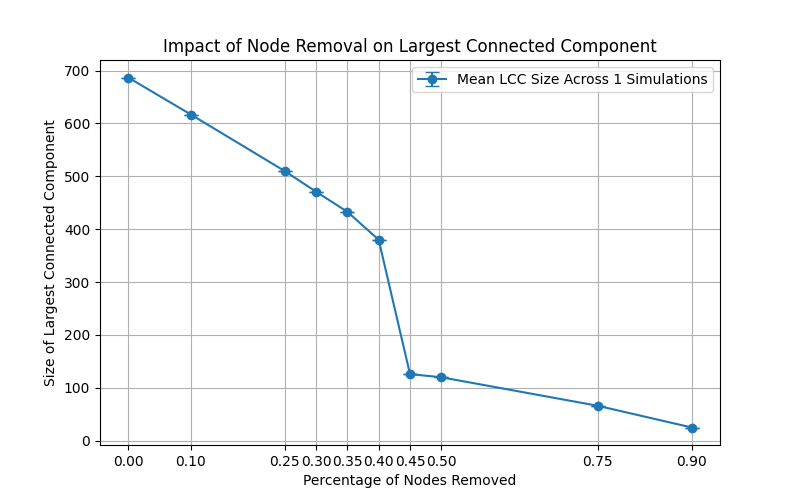 Impact of Node Removal on Largest Connected Component
Mean LCC Size Across 1 Simulations
Size of Largest Connected Component
700
600
500
400
300
200
100
0
0.00 0.10 0.25 0.30 0.35 0.40 0.45 0.50 0.75 0.90
Percentage of Nodes Removed